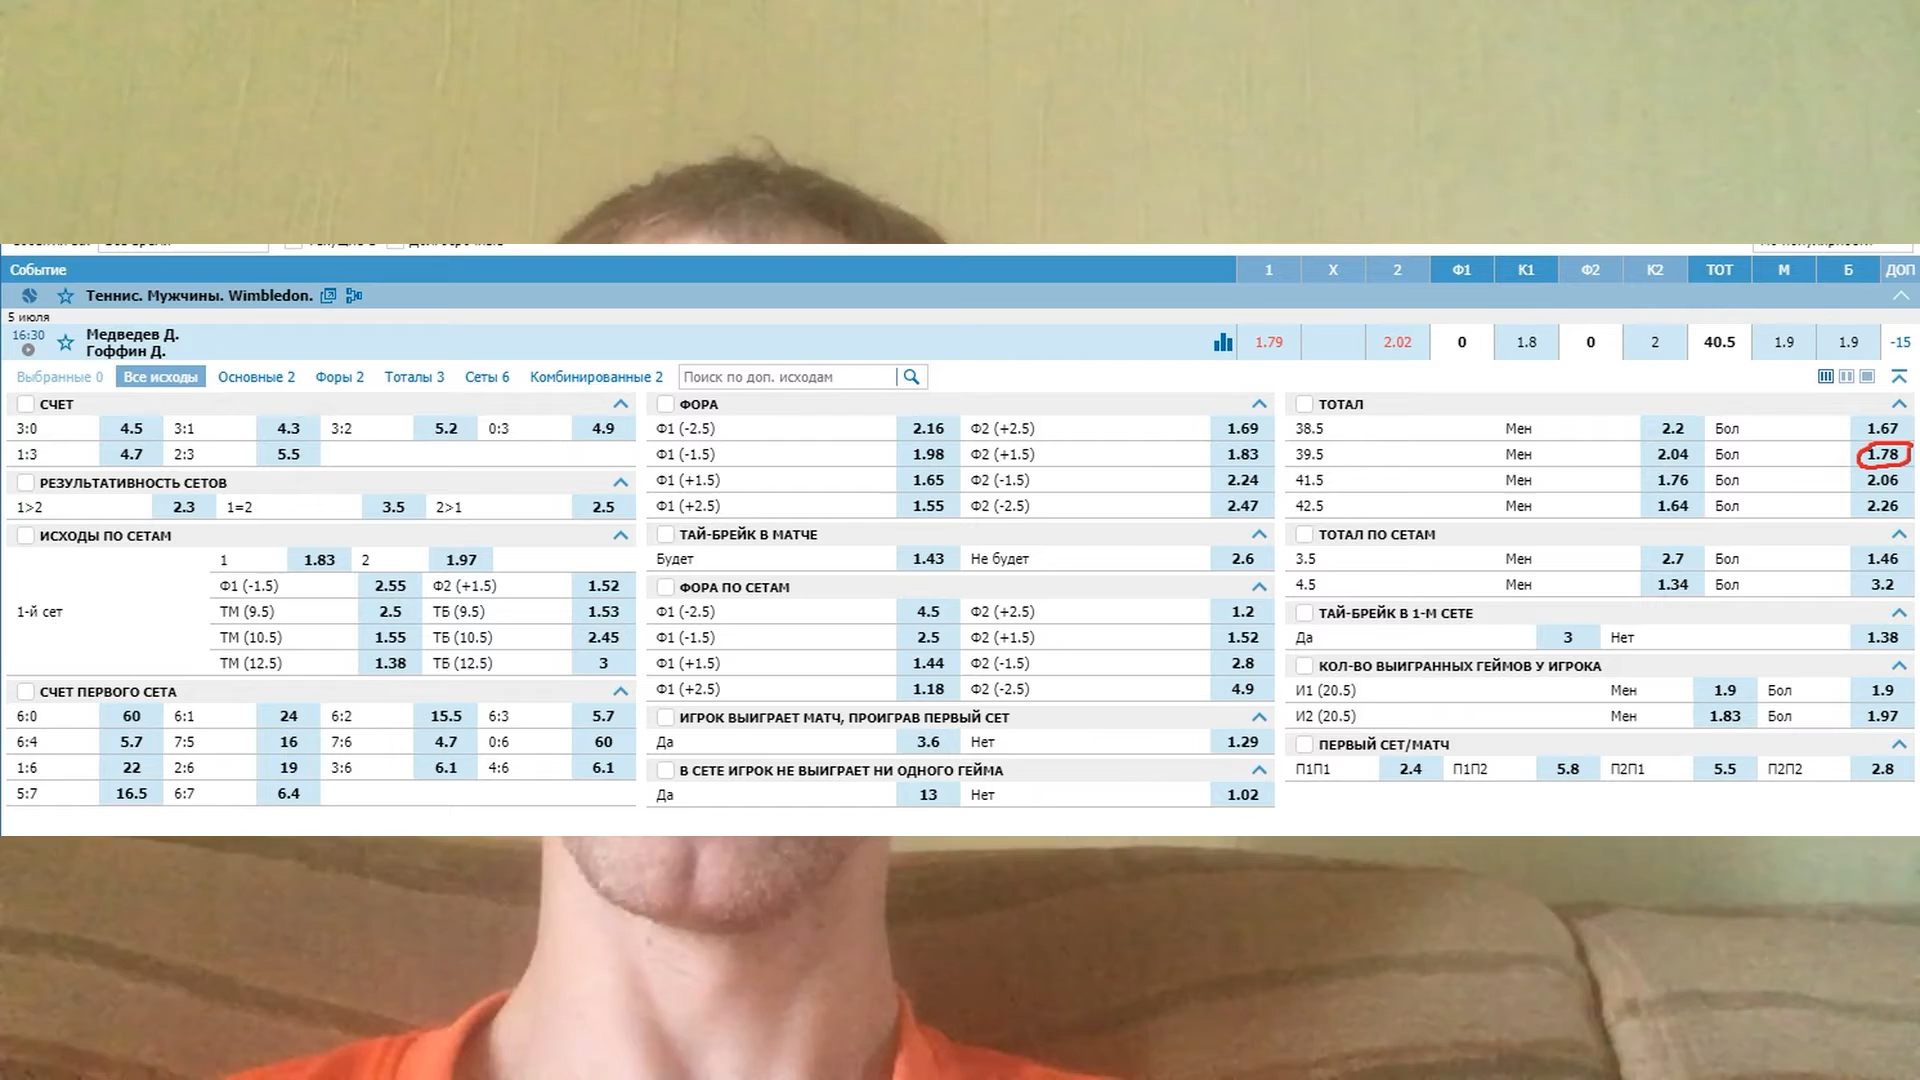 Событие 1 X 2 Ф1 К1 Ф2 К2 ТОТ М Б ДОП
Теннис. Мужчины. Wimbledon.
5 июля
16:30 Медведев Д. 1.79 2.02 0 1.8 0 2 40.5 1.9 1.9 -15
Гоффин Д.
Выбранные 0 Все исходы Основные 2 Форы 2 Тоталы 3 Сеты 6 Комбинированные 2 Поиск по доп. исходам
СЧЕТ
3:0 4.5 3:1 4.3 3:2 5.2 0:3 4.9
1:3 4.7 2:3 5.5
РЕЗУЛЬТАТИВНОСТЬ СЕТОВ
1>2 2.3 1=2 3.5 2>1 2.5
ИСХОДЫ ПО СЕТАМ
1 1.83 2 1.97
Ф1 (-1.5) 2.55 Ф2 (+1.5) 1.52
1-й сет ТМ (9.5) 2.5 ТБ (9.5) 1.53
ТМ (10.5) 1.55 ТБ (10.5) 2.45
ТМ (12.5) 1.38 ТБ (12.5) 3
СЧЕТ ПЕРВОГО СЕТА
6:0 60 6:1 24 6:2 15.5 6:3 5.7
6:4 5.7 7:5 16 7:6 4.7 0:6 60
1:6 22 2:6 19 3:6 6.1 4:6 6.1
5:7 16.5 6:7 6.4
ФОРА
Ф1 (-2.5) 2.16 Ф2 (+2.5) 1.69
Ф1 (-1.5) 1.98 Ф2 (+1.5) 1.83
Ф1 (+1.5) 1.65 Ф2 (-1.5) 2.24
Ф1 (+2.5) 1.55 Ф2 (-2.5) 2.47
ТАЙ-БРЕЙК В МАТЧЕ
Будет 1.43 Не будет 2.6
ФОРА ПО СЕТАМ
Ф1 (-2.5) 4.5 Ф2 (+2.5) 1.2
Ф1 (-1.5) 2.5 Ф2 (+1.5) 1.52
Ф1 (+1.5) 1.44 Ф2 (-1.5) 2.8
Ф1 (+2.5) 1.18 Ф2 (-2.5) 4.9
ИГРОК ВЫИГРАЕТ МАТЧ, ПРОИГРАВ ПЕРВЫЙ СЕТ
Да 3.6 Нет 1.29
В СЕТЕ ИГРОК НЕ ВЫИГРАЕТ НИ ОДНОГО ГЕЙМА
Да 13 Нет 1.02
ТОТАЛ
38.5 Мен 2.2 Бол 1.67
39.5 Мен 2.04 Бол 1.78
41.5 Мен 1.76 Бол 2.06
42.5 Мен 1.64 Бол 2.26
ТОТАЛ ПО СЕТАМ
3.5 Мен 2.7 Бол 1.46
4.5 Мен 1.34 Бол 3.2
ТАЙ-БРЕЙК В 1-М СЕТЕ
Да 3 Нет 1.38
КОЛ-ВО ВЫИГРАННЫХ ГЕЙМОВ У ИГРОКА
И1 (20.5) Мен 1.9 Бол 1.9
И2 (20.5) Мен 1.83 Бол 1.97
ПЕРВЫЙ СЕТ/МАТЧ
П1П1 2.4 П1П2 5.8 П2П1 5.5 П2П2 2.8